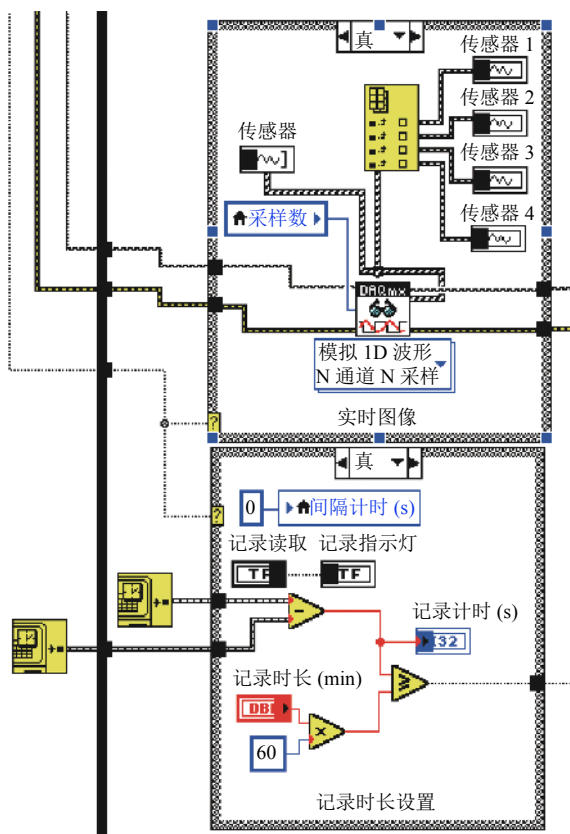 真
传感器 1
传感器 2
传感器 3
传感器 4
传感器
采样数
DAQmx
模拟 1D 波形
N 通道 N 采样
?
实时图像
真
?
0
间隔计时 (s)
记录读取
记录指示灯
TF
TF
记录计时 (s)
I32
记录时长 (min)
DBL
60
记录时长设置